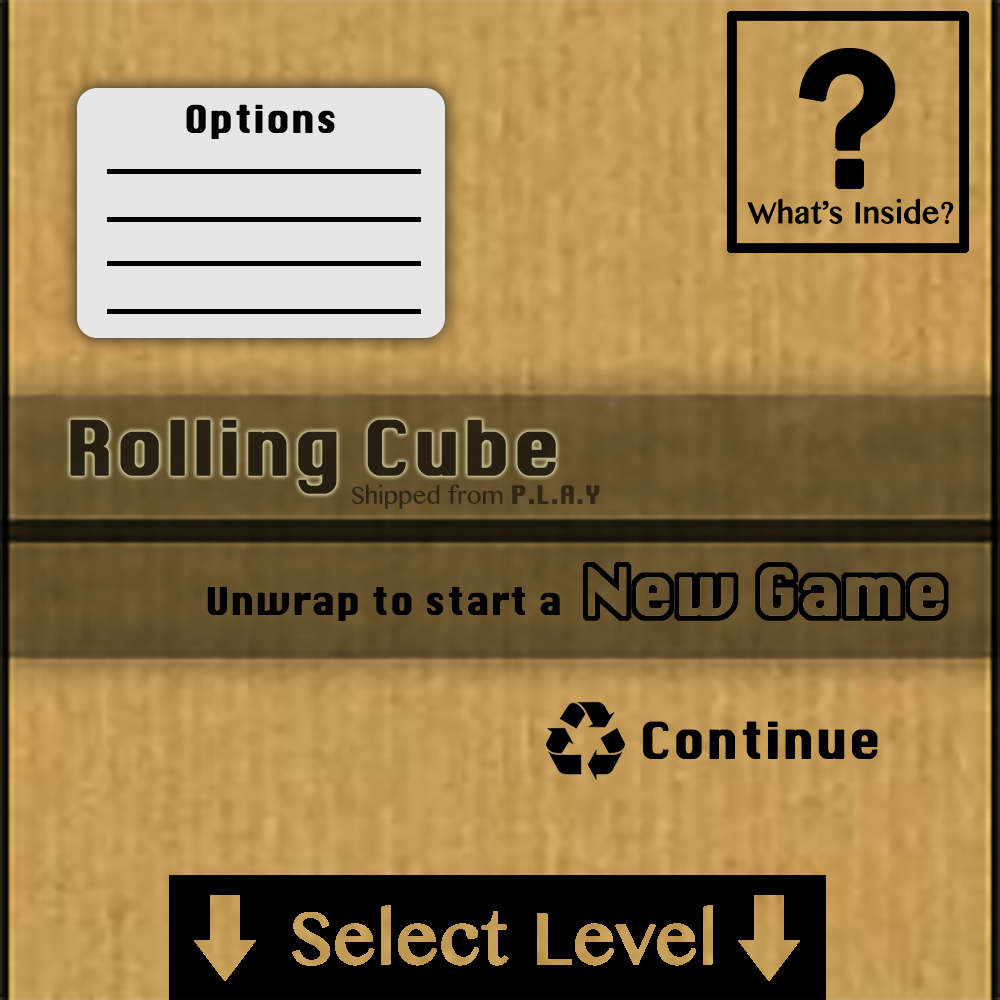 Options
?
What's Inside?
Rolling Cube
Shipped from P.L.A.Y
Unwrap to start a New Game
Continue
Select Level